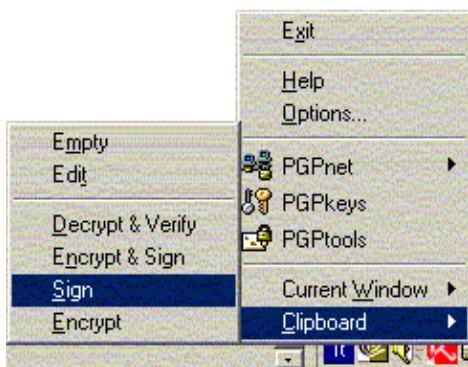 Exit
Help
Options...
PGPnet
PGPkeys
PGPtools
Current Window
Clipboard
Empty
Edit
Decrypt & Verify
Encrypt & Sign
Sign
Encrypt